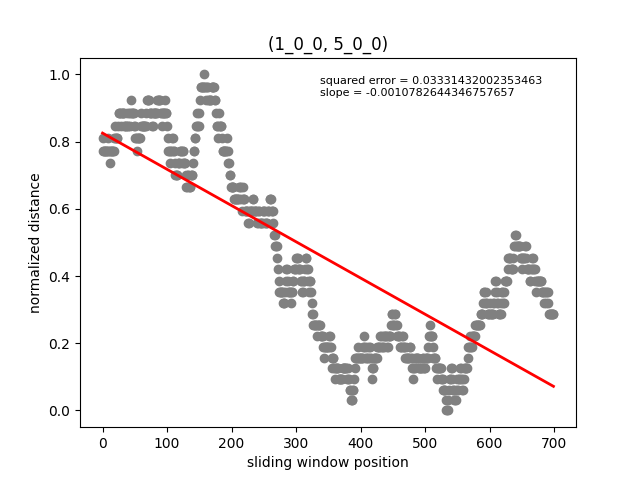 (1_0_0, 5_0_0)
squared error = 0.03331432002353463
slope = -0.0010782644346757657
1.0
0.8
0.6
0.4
0.2
0.0
normalized distance
0 100 200 300 400 500 600 700
sliding window position